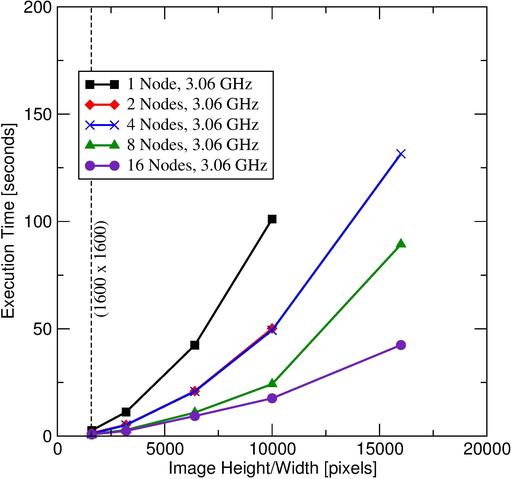 200
150
100
50
0
Execution Time [seconds]
1 Node, 3.06 GHz
2 Nodes, 3.06 GHz
4 Nodes, 3.06 GHz
8 Nodes, 3.06 GHz
16 Nodes, 3.06 GHz
(1600 x 1600)
0 5000 10000 15000 20000
Image Height/Width [pixels]